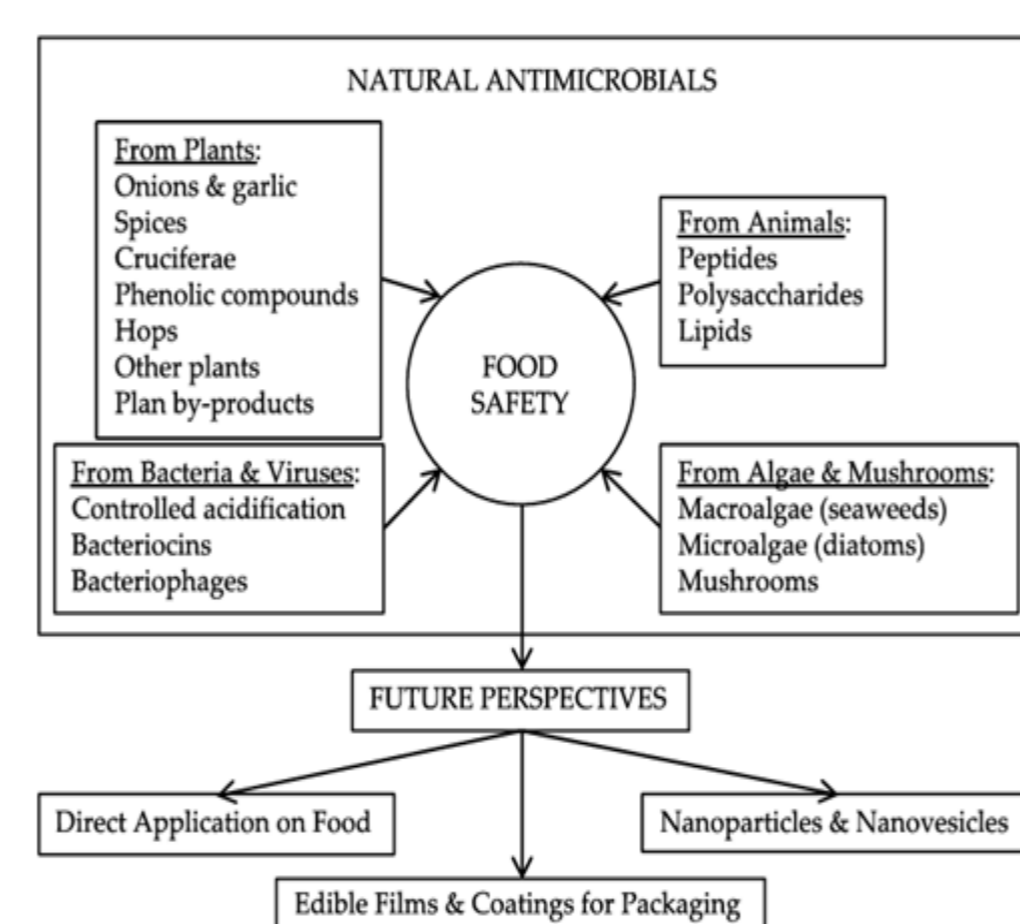 NATURAL ANTIMICROBIALS
From Plants:
Onions & garlic
Spices
Cruciferae
Phenolic compounds
Hops
Other plants
Plan by-products
From Animals:
Peptides
Polysaccharides
Lipids
FOOD
SAFETY
From Bacteria & Viruses:
Controlled acidification
Bacteriocins
Bacteriophages
From Algae & Mushrooms:
Macroalgae (seaweeds)
Microalgae (diatoms)
Mushrooms
FUTURE PERSPECTIVES
Direct Application on Food
Nanoparticles & Nanovesicles
Edible Films & Coatings for Packaging